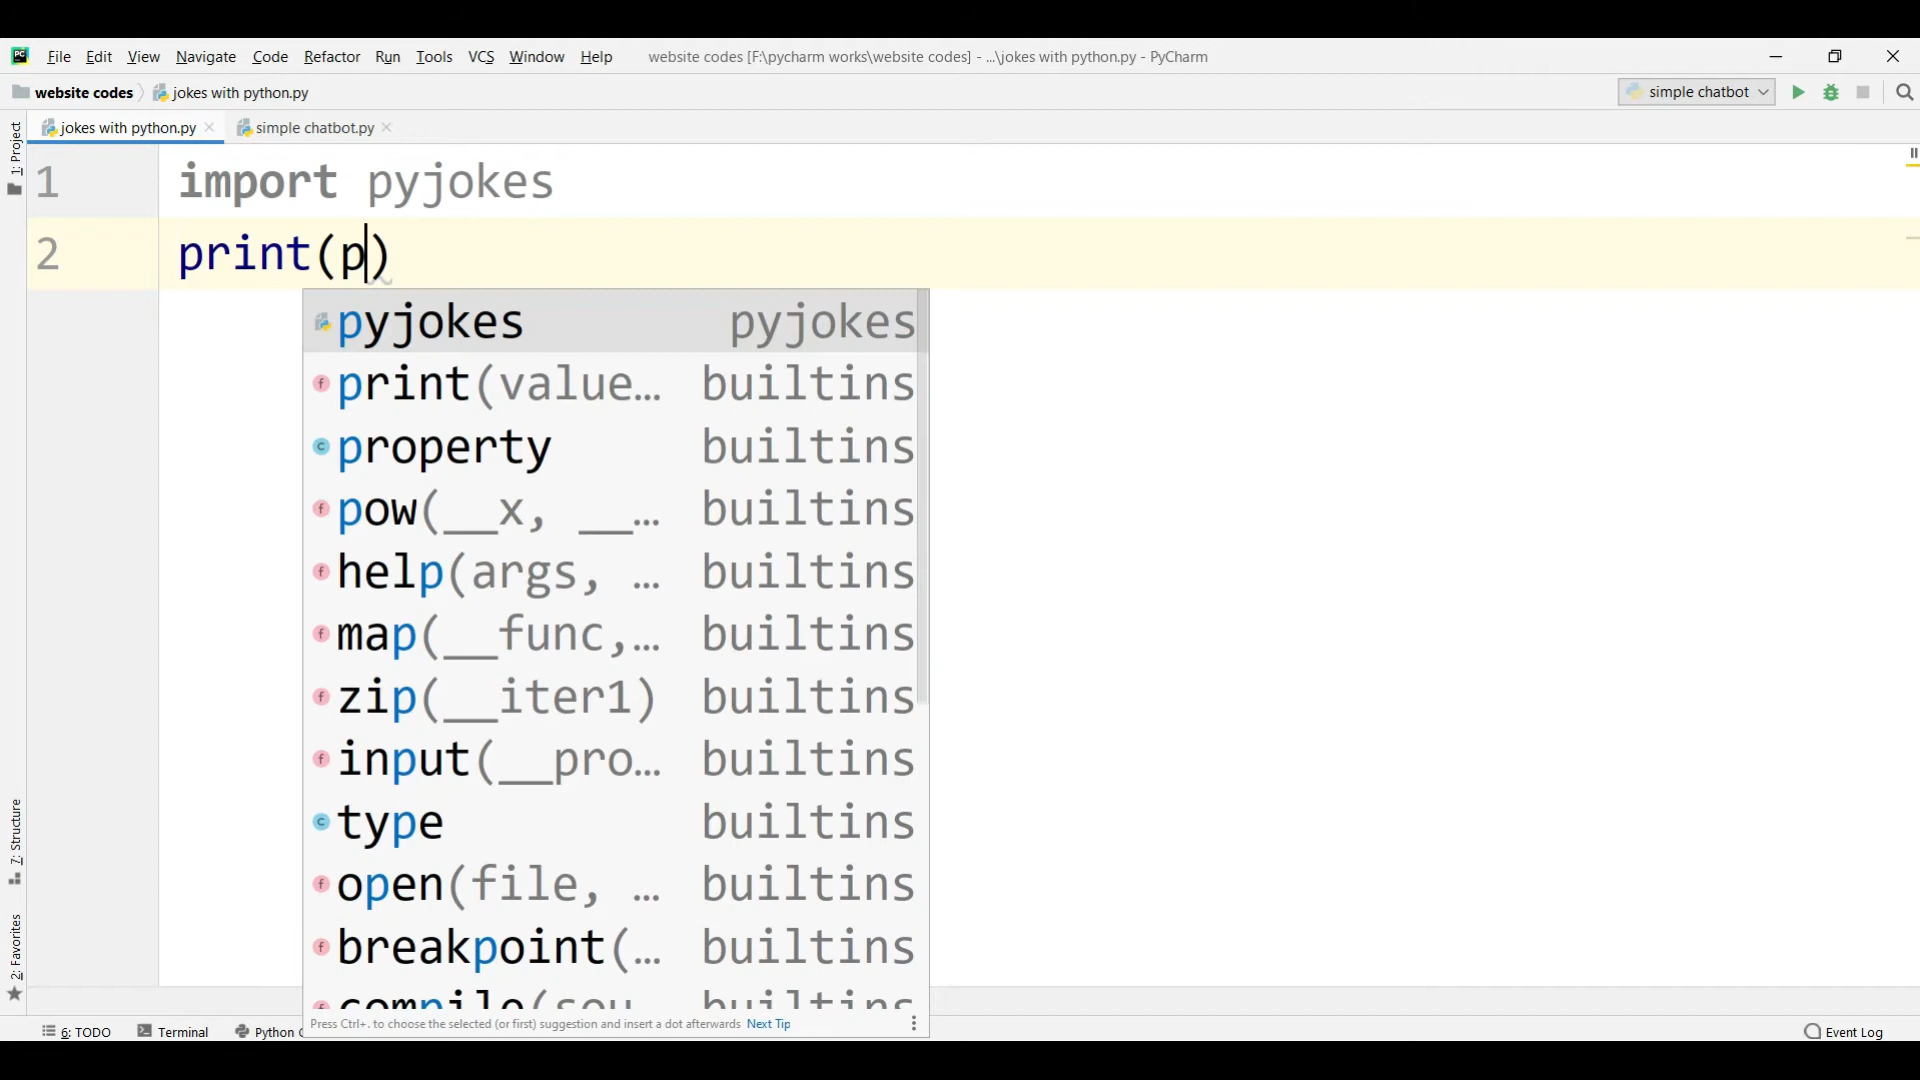 File Edit View Navigate Code Refactor Run Tools VCS Window Help website codes [F:\pycharm works\website codes] - ...\jokes with python.py - PyCharm
website codes jokes with python.py simple chatbot
jokes with python.py simple chatbot.py
1: Project
1 import pyjokes
2 print(p)
pyjokes pyjokes
print(value… builtins
property builtins
pow(__x, __… builtins
help(args, … builtins
map(__func,… builtins
zip(__iter1) builtins
input(__pro… builtins
type builtins
open(file, … builtins
breakpoint(… builtins
compile(sou builtins
Press Ctrl+. to choose the selected (or first) suggestion and insert a dot afterwards Next Tip
7: Structure
2: Favorites
6: TODO Terminal Python Event Log